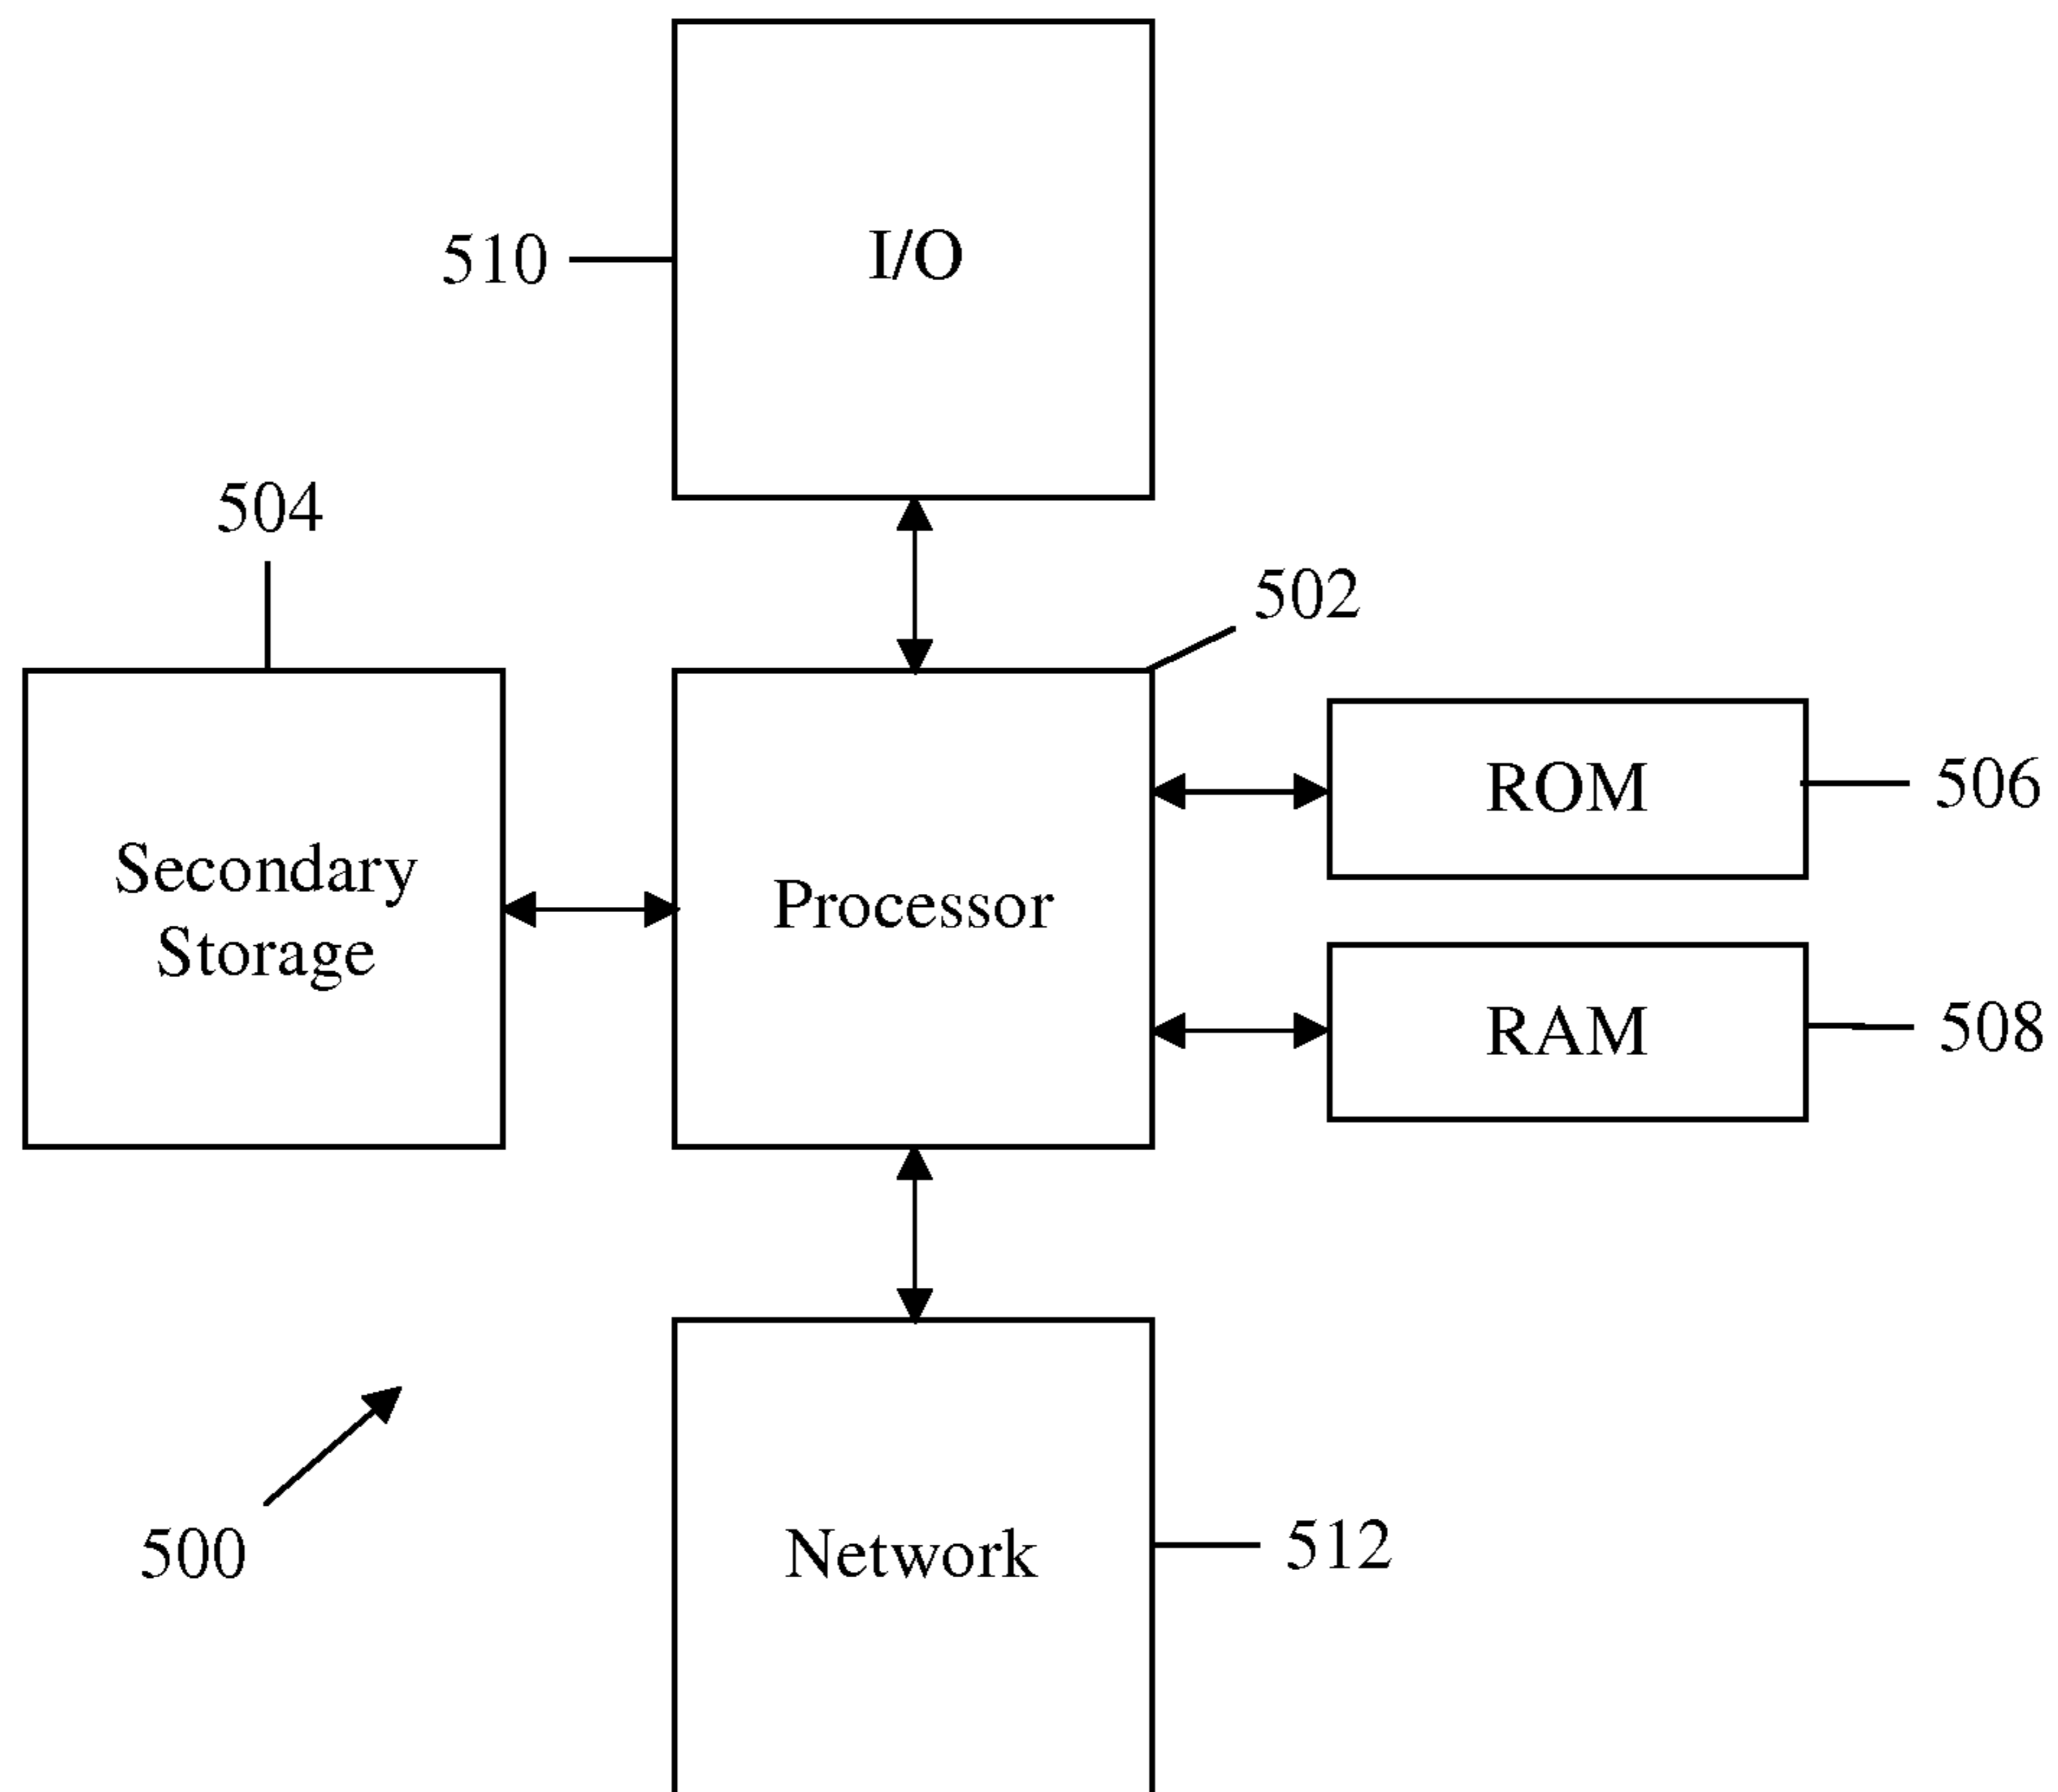 510
I/O
504
502
Secondary
Storage
Processor
ROM
506
RAM
508
500
Network
512